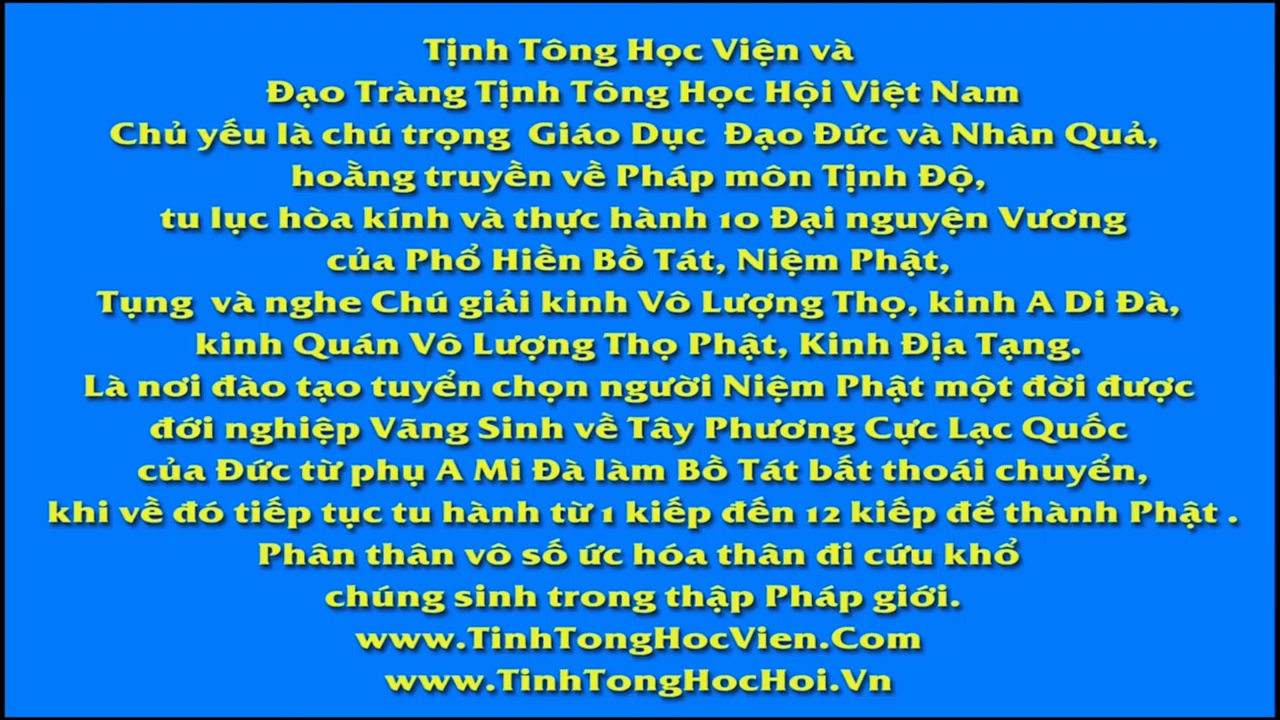 Tịnh Tông Học Viện và
Đạo Tràng Tịnh Tông Học Hội Việt Nam
Chủ yếu là chú trọng Giáo Dục Đạo Đức và Nhân Quả,
hoằng truyền về Pháp môn Tịnh Độ,
tu lục hòa kính và thực hành 10 Đại nguyện Vương
của Phổ Hiền Bồ Tát, Niệm Phật,
Tụng và nghe Chú giải kinh Vô Lượng Thọ, kinh A Di Đà,
kinh Quán Vô Lượng Thọ Phật, Kinh Địa Tạng.
Là nơi đào tạo tuyển chọn người Niệm Phật một đời được
đới nghiệp Vãng Sinh về Tây Phương Cực Lạc Quốc
của Đức từ phụ A Mi Đà làm Bồ Tát bất thoái chuyển,
khi về đó tiếp tục tu hành từ 1 kiếp đến 12 kiếp để thành Phật .
Phân thân vô số ức hóa thân đi cứu khổ
chúng sinh trong thập Pháp giới.
www.TinhTongHocVien.Com
www.TinhTongHocHoi.Vn